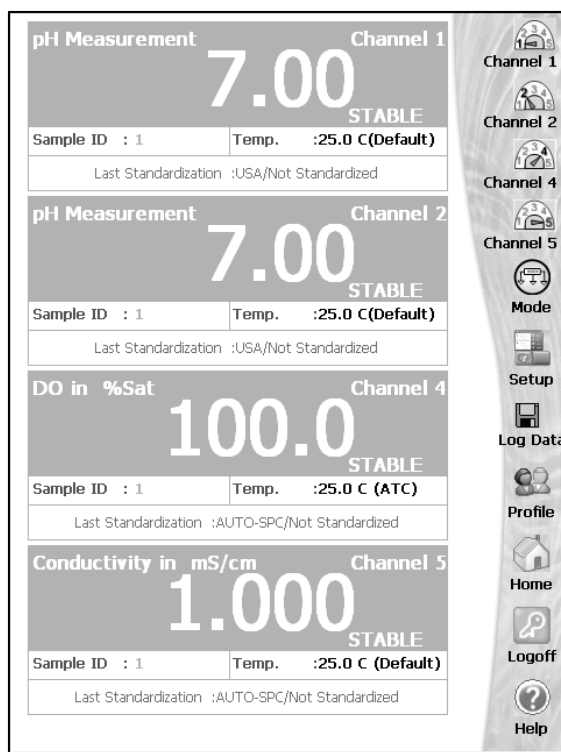 pH Measurement Channel 1
7.00
STABLE
Sample ID : 1 Temp. :25.0 C(Default)
Last Standardization :USA/Not Standardized
pH Measurement Channel 2
7.00
STABLE
Sample ID : 1 Temp. :25.0 C(Default)
Last Standardization :USA/Not Standardized
DO in %Sat Channel 4
100.0
STABLE
Sample ID : 1 Temp. :25.0 C (ATC)
Last Standardization :AUTO-SPC/Not Standardized
Conductivity in mS/cm Channel 5
1.000
STABLE
Sample ID : 1 Temp. :25.0 C (Default)
Last Standardization :AUTO-SPC/Not Standardized
Channel 1
Channel 2
Channel 4
Channel 5
Mode
Setup
Log Data
Profile
Home
Logoff
Help